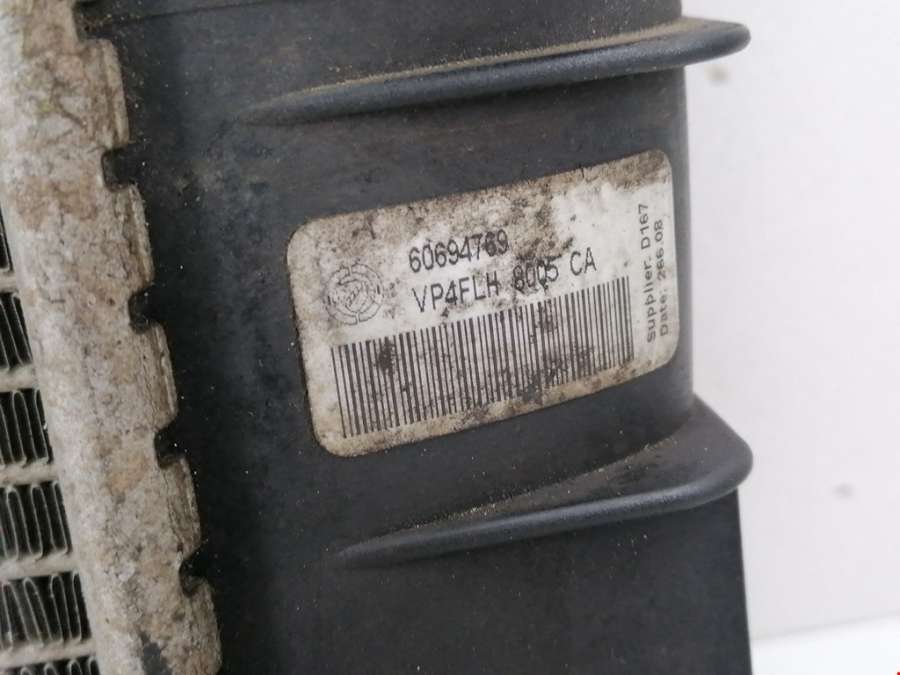 60694769
VP4FLH 8005 CA
Supplier: D167
Date: 266.08